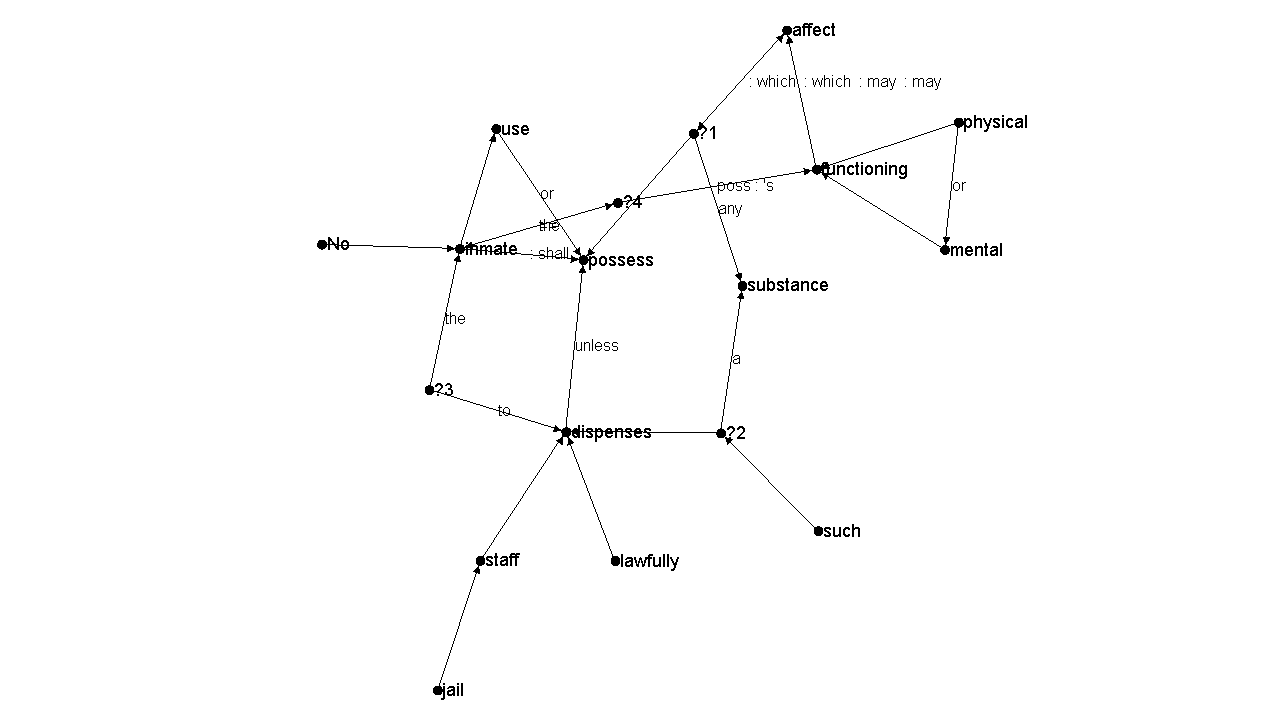 affect
: which : which : may : may
physical
use
?1
functioning
poss : 's
or
or
?4
any
the
No
inmate
: shall
possess
mental
substance
the
unless
a
?3
to
dispenses
?2
such
staff
lawfully
jail